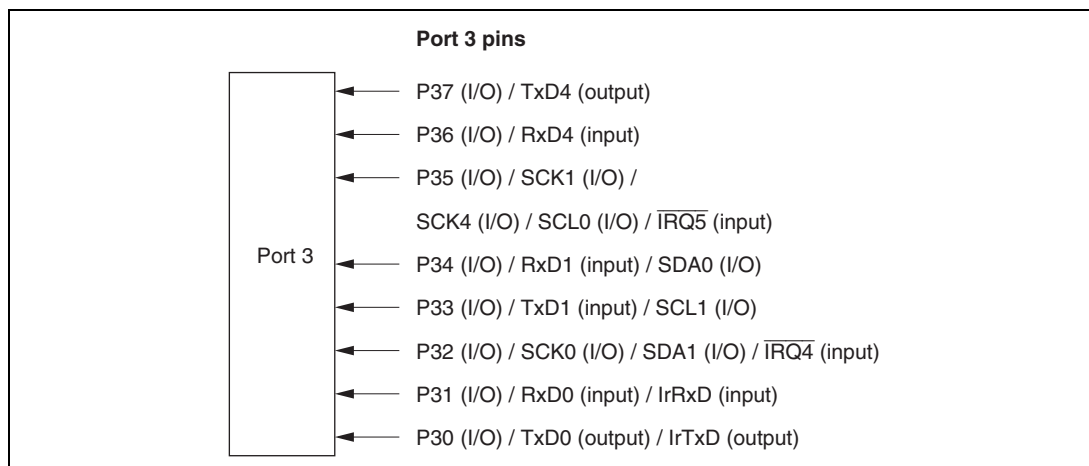 Port 3 pins
P37 (I/O) / TxD4 (output)
P36 (I/O) / RxD4 (input)
P35 (I/O) / SCK1 (I/O) /
SCK4 (I/O) / SCL0 (I/O) / I̅R̅Q̅5̅ (input)
Port 3
P34 (I/O) / RxD1 (input) / SDA0 (I/O)
P33 (I/O) / TxD1 (input) / SCL1 (I/O)
P32 (I/O) / SCK0 (I/O) / SDA1 (I/O) / I̅R̅Q̅4̅ (input)
P31 (I/O) / RxD0 (input) / IrRxD (input)
P30 (I/O) / TxD0 (output) / IrTxD (output)